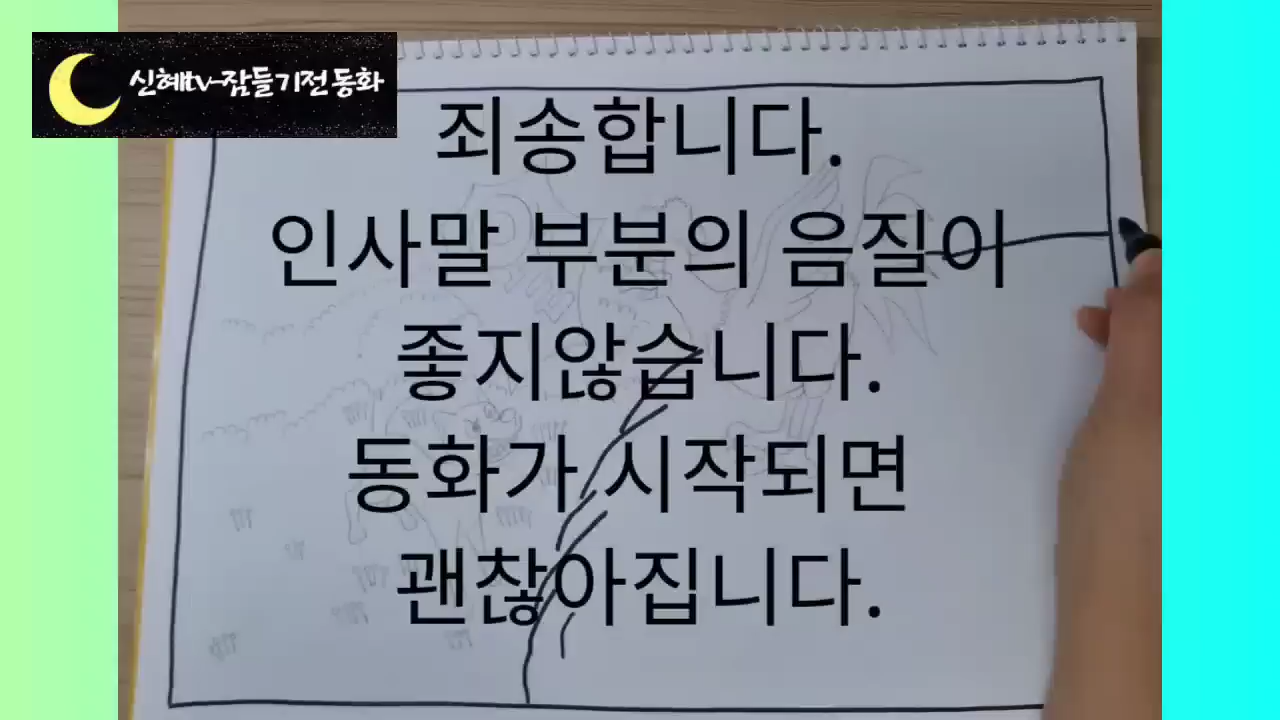 신혜tv-잠들기전 동화
죄송합니다.
인사말 부분의 음질이
좋지않습니다.
동화가 시작되면
괜찮아집니다.